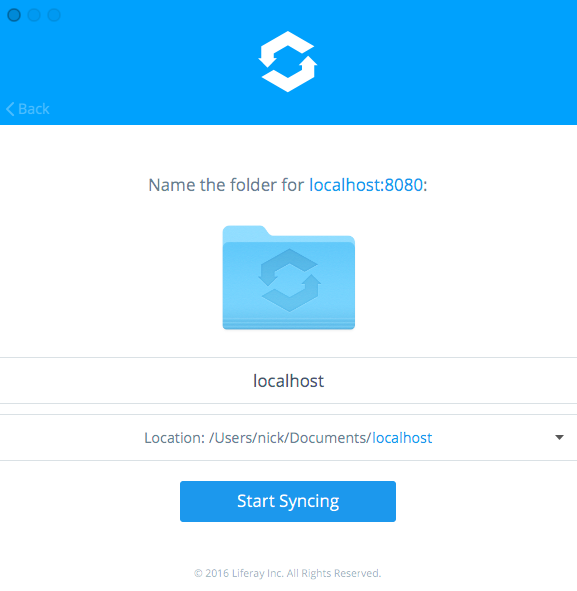 Back
Name the folder for localhost:8080:
localhost
Location: /Users/nick/Documents/localhost
Start Syncing
© 2016 Liferay Inc. All Rights Reserved.